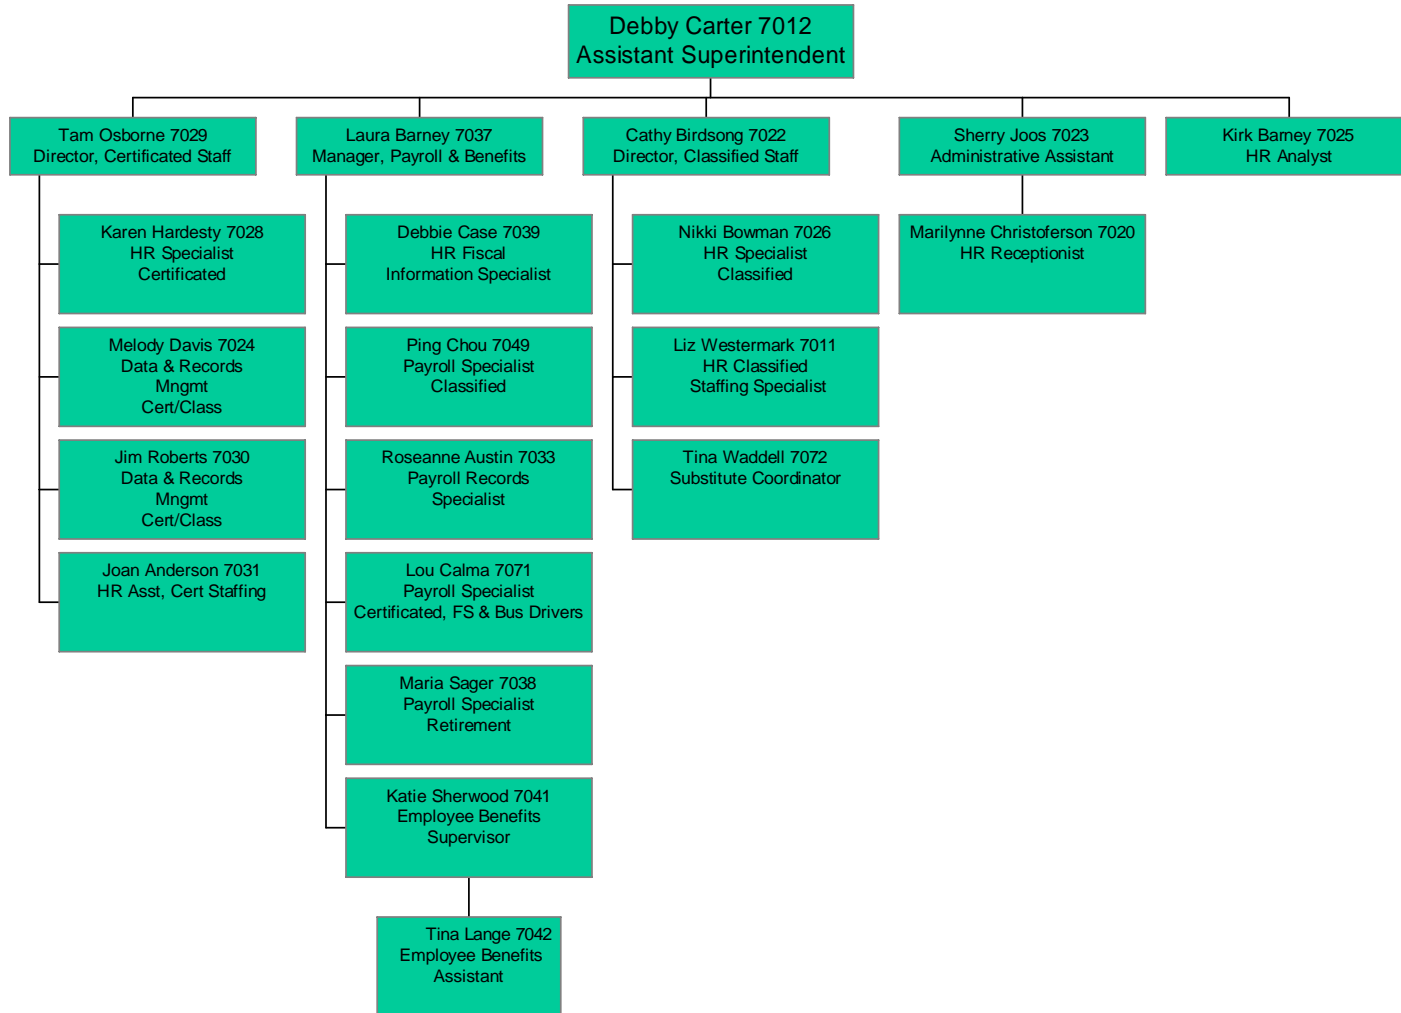 Debby Carter 7012
Assistant Superintendent
Tam Osborne 7029
Director, Certificated Staff
Laura Barney 7037
Manager, Payroll & Benefits
Cathy Birdsong 7022
Director, Classified Staff
Sherry Joos 7023
Administrative Assistant
Kirk Barney 7025
HR Analyst
Karen Hardesty 7028
HR Specialist
Certificated
Melody Davis 7024
Data & Records
Mngmt
Cert/Class
Jim Roberts 7030
Data & Records
Mngmt
Cert/Class
Joan Anderson 7031
HR Asst, Cert Staffing
Debbie Case 7039
HR Fiscal
Information Specialist
Ping Chou 7049
Payroll Specialist
Classified
Roseanne Austin 7033
Payroll Records
Specialist
Lou Calma 7071
Payroll Specialist
Certificated, FS & Bus Drivers
Maria Sager 7038
Payroll Specialist
Retirement
Katie Sherwood 7041
Employee Benefits
Supervisor
Tina Lange 7042
Employee Benefits
Assistant
Nikki Bowman 7026
HR Specialist
Classified
Liz Westermark 7011
HR Classified
Staffing Specialist
Tina Waddell 7072
Substitute Coordinator
Marilynne Christoferson 7020
HR Receptionist